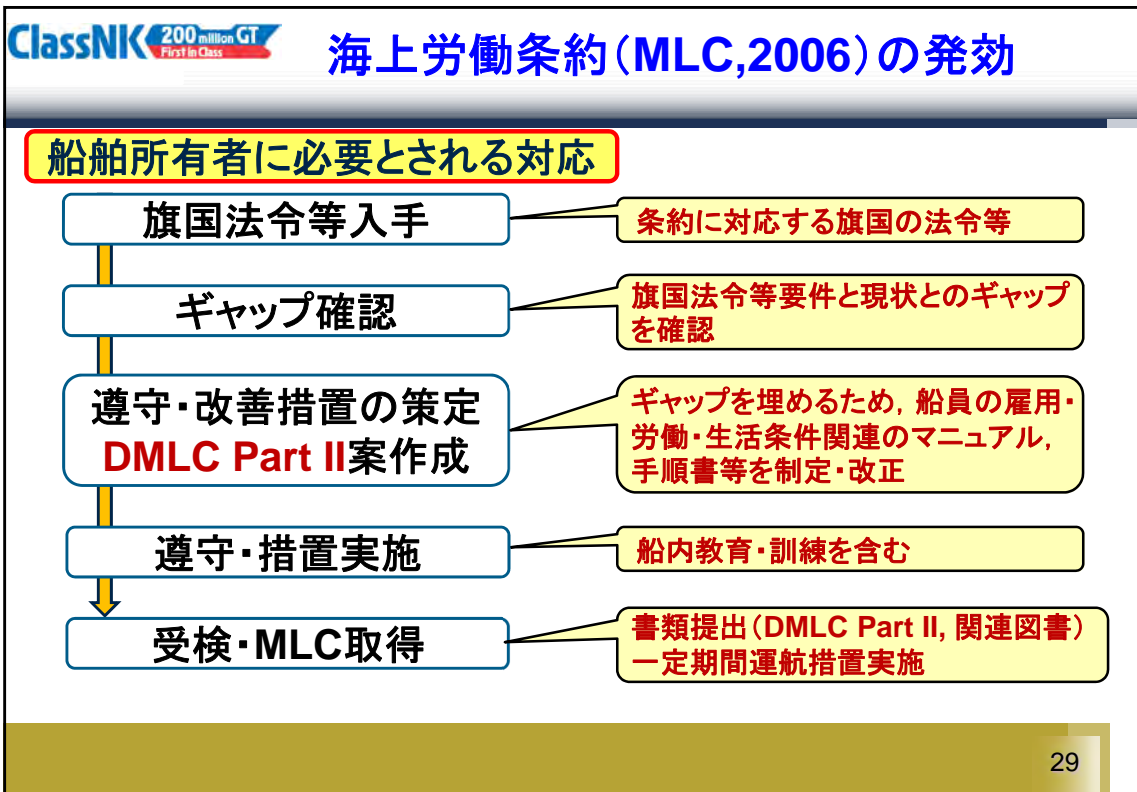 ClassNK 200 million GT
First in Class
海上労働条約(MLC,2006)の発効
船舶所有者に必要とされる対応
旗国法令等入手
条約に対応する旗国の法令等
ギャップ確認
旗国法令等要件と現状とのギャップ
を確認
遵守・改善措置の策定
DMLC Part II案作成
ギャップを埋めるため, 船員の雇用・
労働・生活条件関連のマニュアル,
手順書等を制定・改正
遵守・措置実施
船内教育・訓練を含む
受検・MLC取得
書類提出(DMLC Part II, 関連図書)
一定期間運航措置実施
29